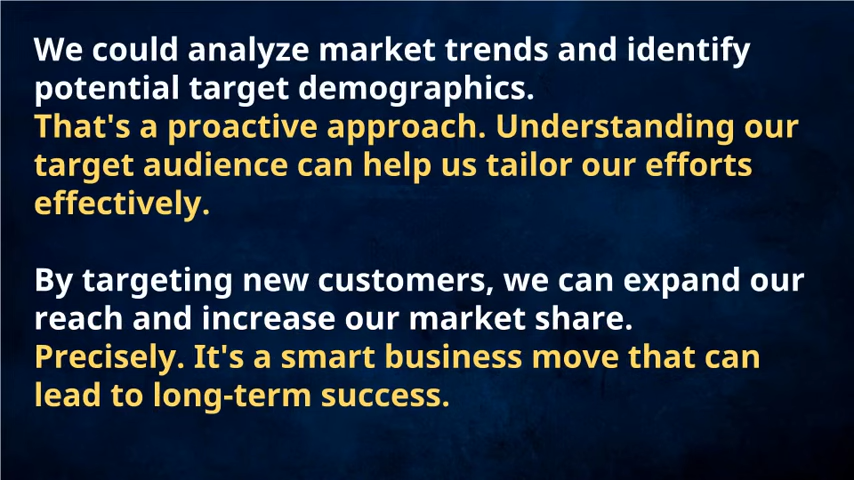 We could analyze market trends and identify
potential target demographics.
That's a proactive approach. Understanding our
target audience can help us tailor our efforts
effectively.
By targeting new customers, we can expand our
reach and increase our market share.
Precisely. It's a smart business move that can
lead to long-term success.